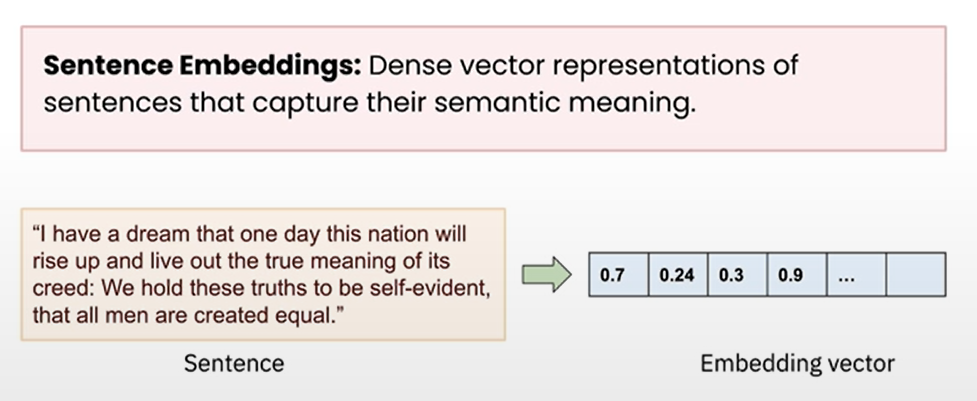 Sentence Embeddings: Dense vector representations of
sentences that capture their semantic meaning.
“I have a dream that one day this nation will
rise up and live out the true meaning of its
creed: We hold these truths to be self-evident,
that all men are created equal.”
0.7 0.24 0.3 0.9 ...
Sentence
Embedding vector